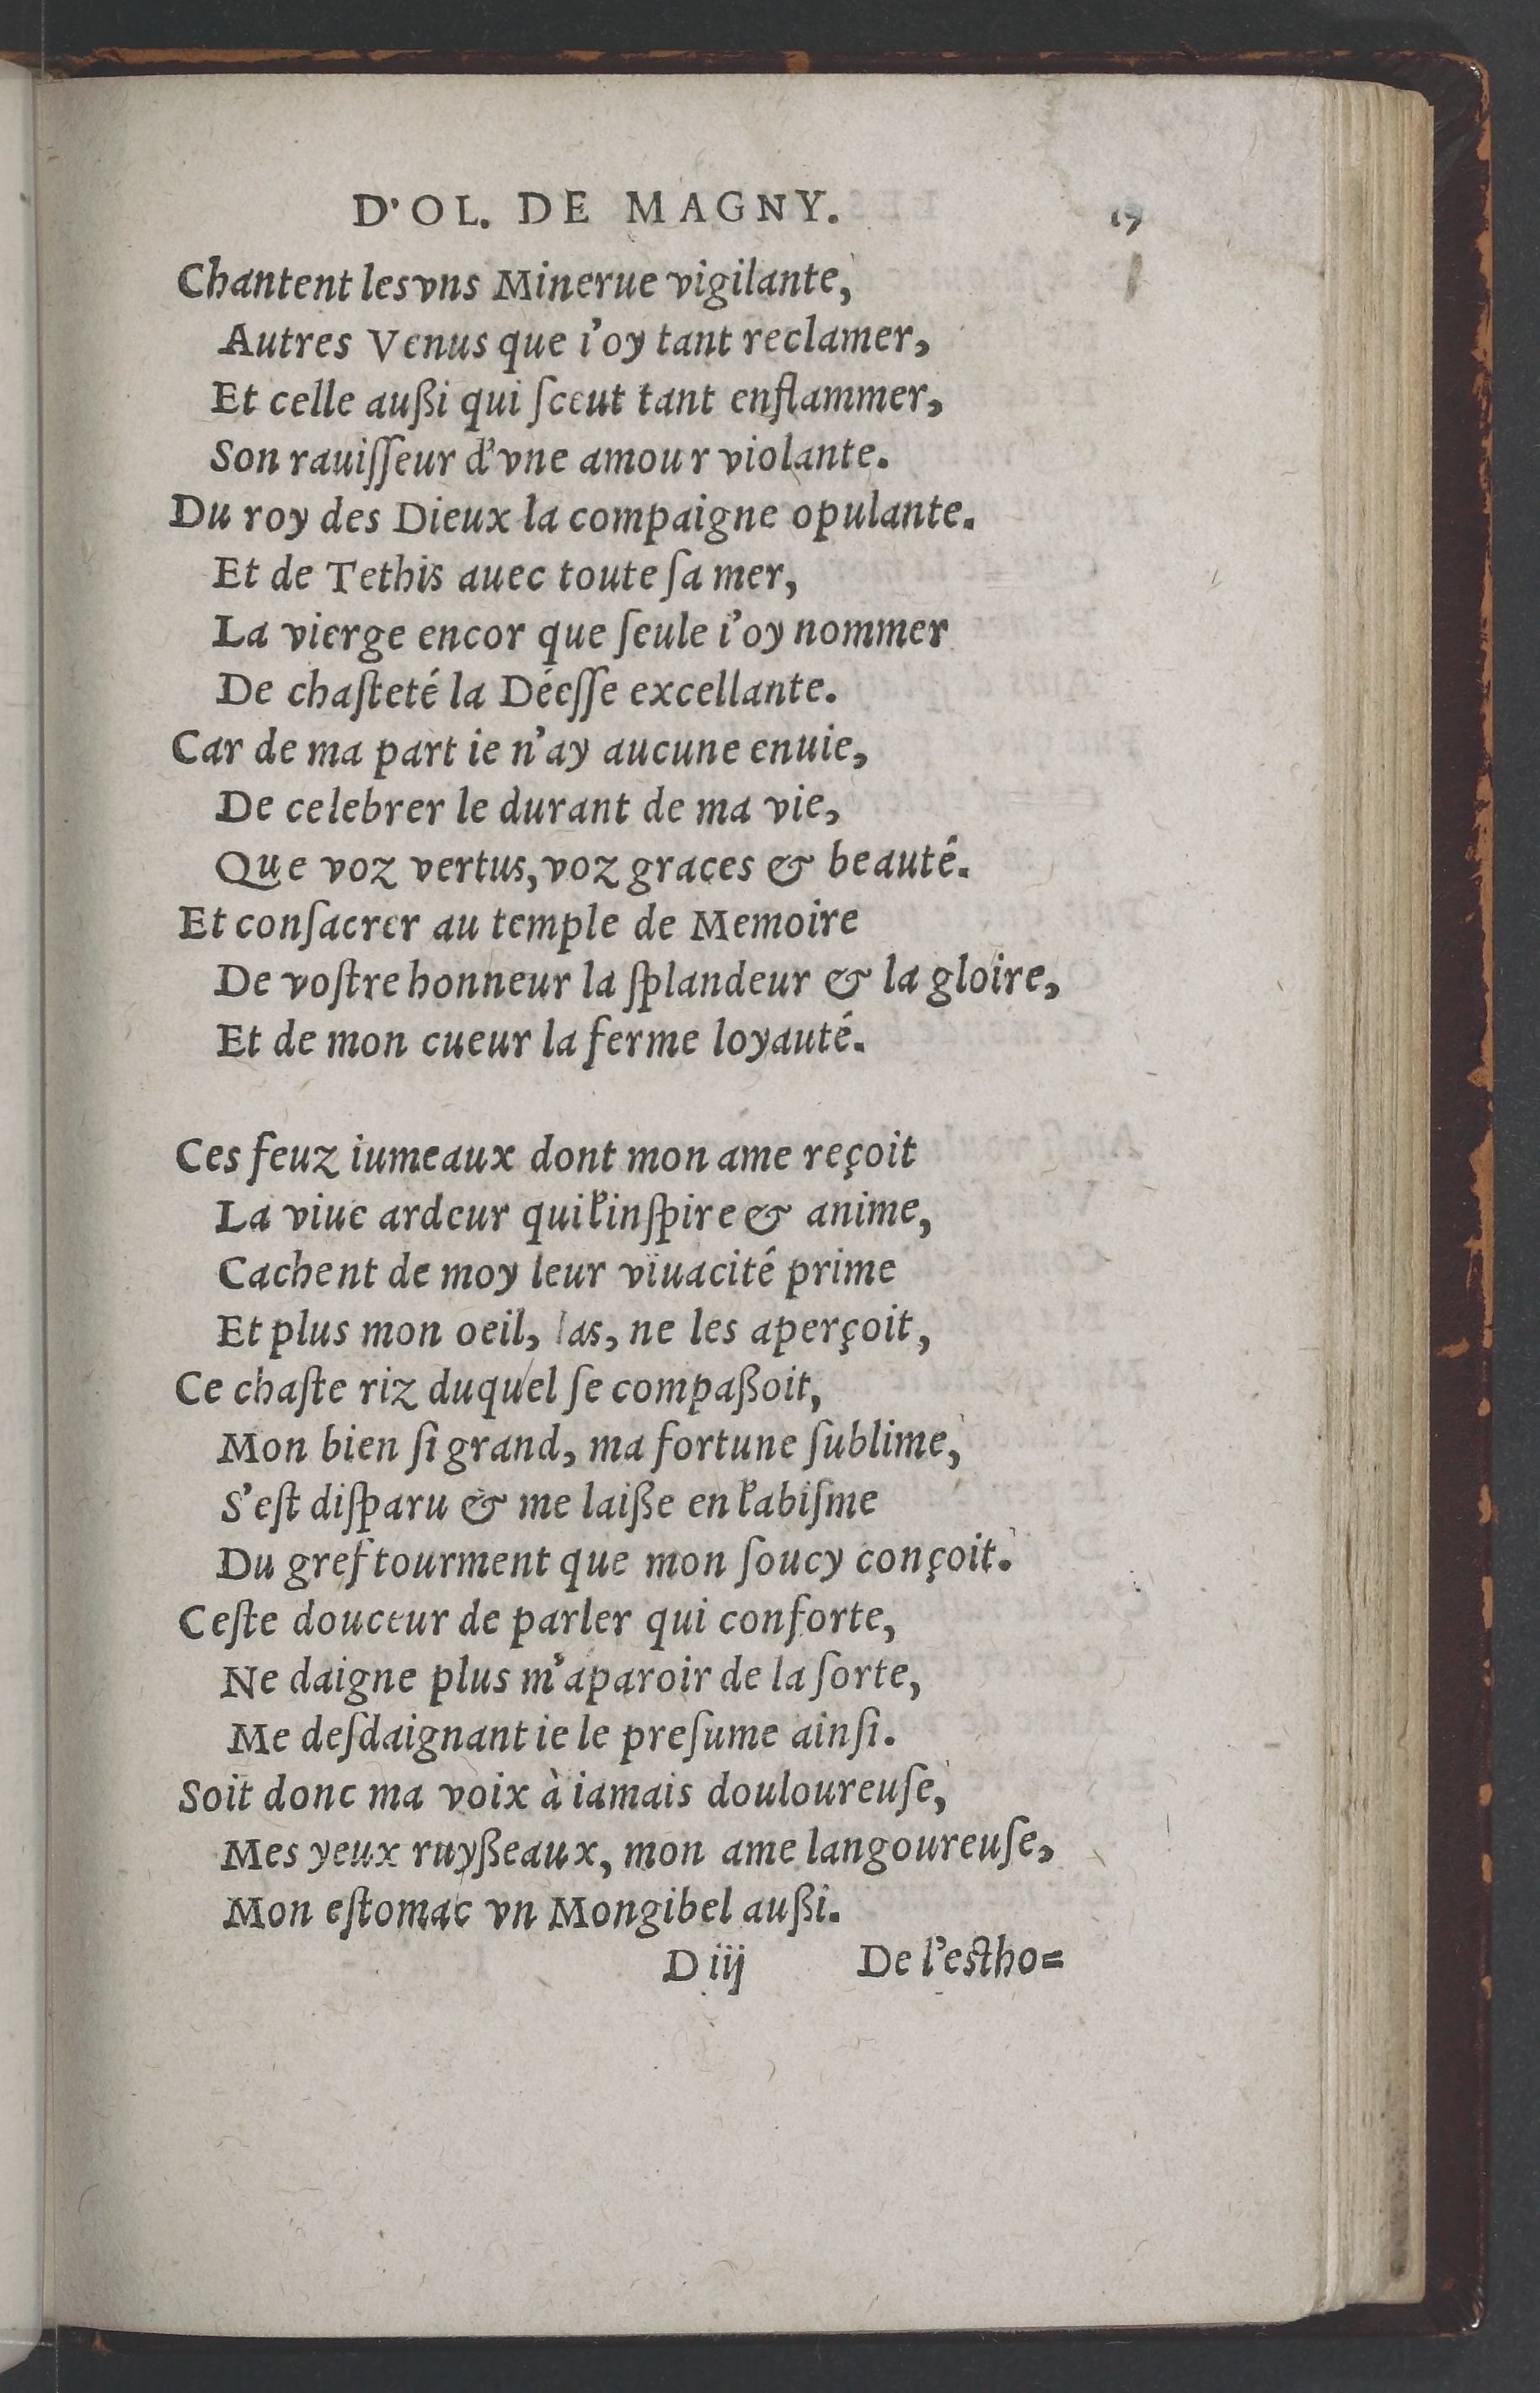 D'OL. DE MAGNY.
Chantent les vns Minerue vigilante,
Autres Venus que i'oy tant reclamer,
Et celle außi qui ſceut tant enflammer,
Son rauiſſeur d'vne amour violante.
Du roy des Dieux la compaigne opulante.
Et de Tethis auec toute ſa mer,
La vierge encor que ſeule i'oy nommer
De chaſteté la Déeſſe excellante.
Car de ma part ie n'ay aucune enuie,
De celebrer le durant de ma vie,
Que voz vertus, voz graces & beauté.
Et conſacrer au temple de Memoire
De voſtre honneur la ſplandeur & la gloire,
Et de mon cueur la ferme loyauté.
Ces feuz iumeaux dont mon ame reçoit
La viue ardeur qui l'inſpire & anime,
Cachent de moy leur viuacité prime
Et plus mon oeil, las, ne les aperçoit,
Ce chaſte riz duquel ſe compaßoit,
Mon bien ſi grand, ma fortune ſublime,
S'eſt diſparu & me laiße en l'abiſme
Du gref tourment que mon ſoucy conçoit.
Ceſte douceur de parler qui conforte,
Ne daigne plus m'aparoir de la ſorte,
Me deſdaignant ie le preſume ainſi.
Soit donc ma voix à iamais douloureuſe,
Mes yeux ruyßeaux, mon ame langoureuſe,
Mon eſtomac vn Mongibel außi.
D iij De l'eſtho=